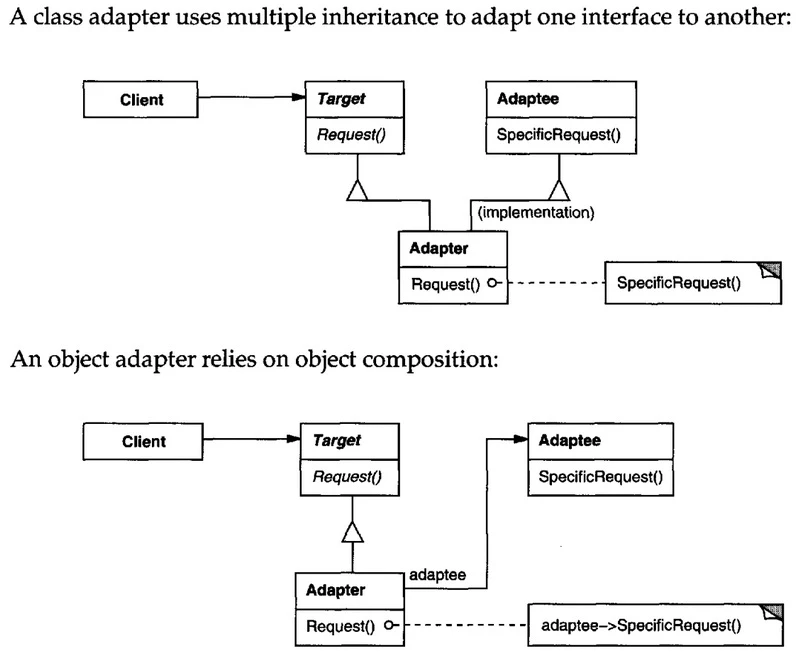 A class adapter uses multiple inheritance to adapt one interface to another:
Client
Target
Request()
Adaptee
SpecificRequest()
(implementation)
Adapter
Request()
SpecificRequest()
An object adapter relies on object composition:
Client
Target
Request()
Adaptee
SpecificRequest()
adaptee
Adapter
Request()
adaptee->SpecificRequest()